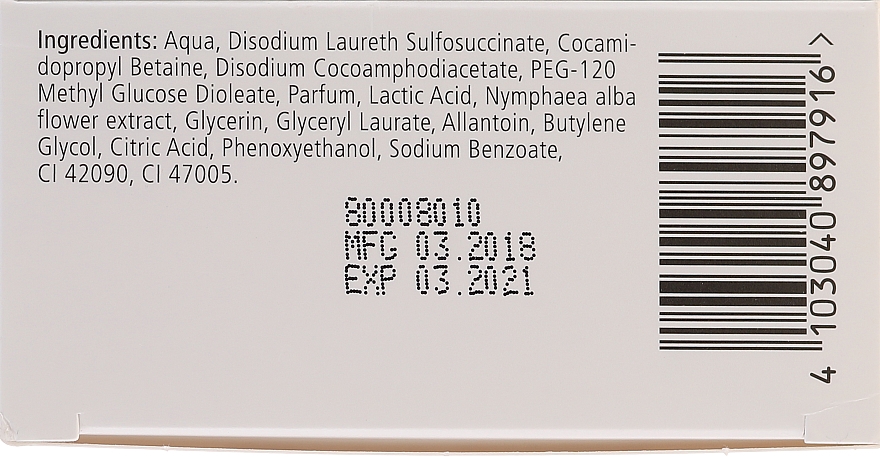 Ingredients: Aqua, Disodium Laureth Sulfosuccinate, Cocami-
dopropyl Betaine, Disodium Cocoamphodiacetate, PEG-120
Methyl Glucose Dioleate, Parfum, Lactic Acid, Nymphaea alba
flower extract, Glycerin, Glyceryl Laurate, Allantoin, Butylene
Glycol, Citric Acid, Phenoxyethanol, Sodium Benzoate,
CI 42090, CI 47005.
80008010
MFG 03.2018
EXP 03.2021
4 103040 897916 >